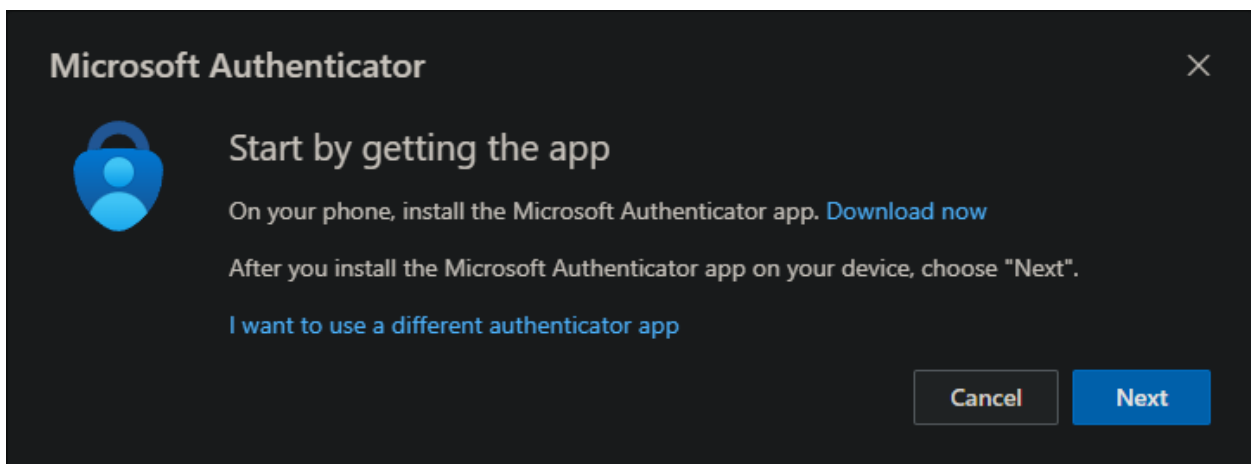 Microsoft Authenticator
Start by getting the app
On your phone, install the Microsoft Authenticator app. Download now
After you install the Microsoft Authenticator app on your device, choose "Next".
I want to use a different authenticator app
Cancel
Next